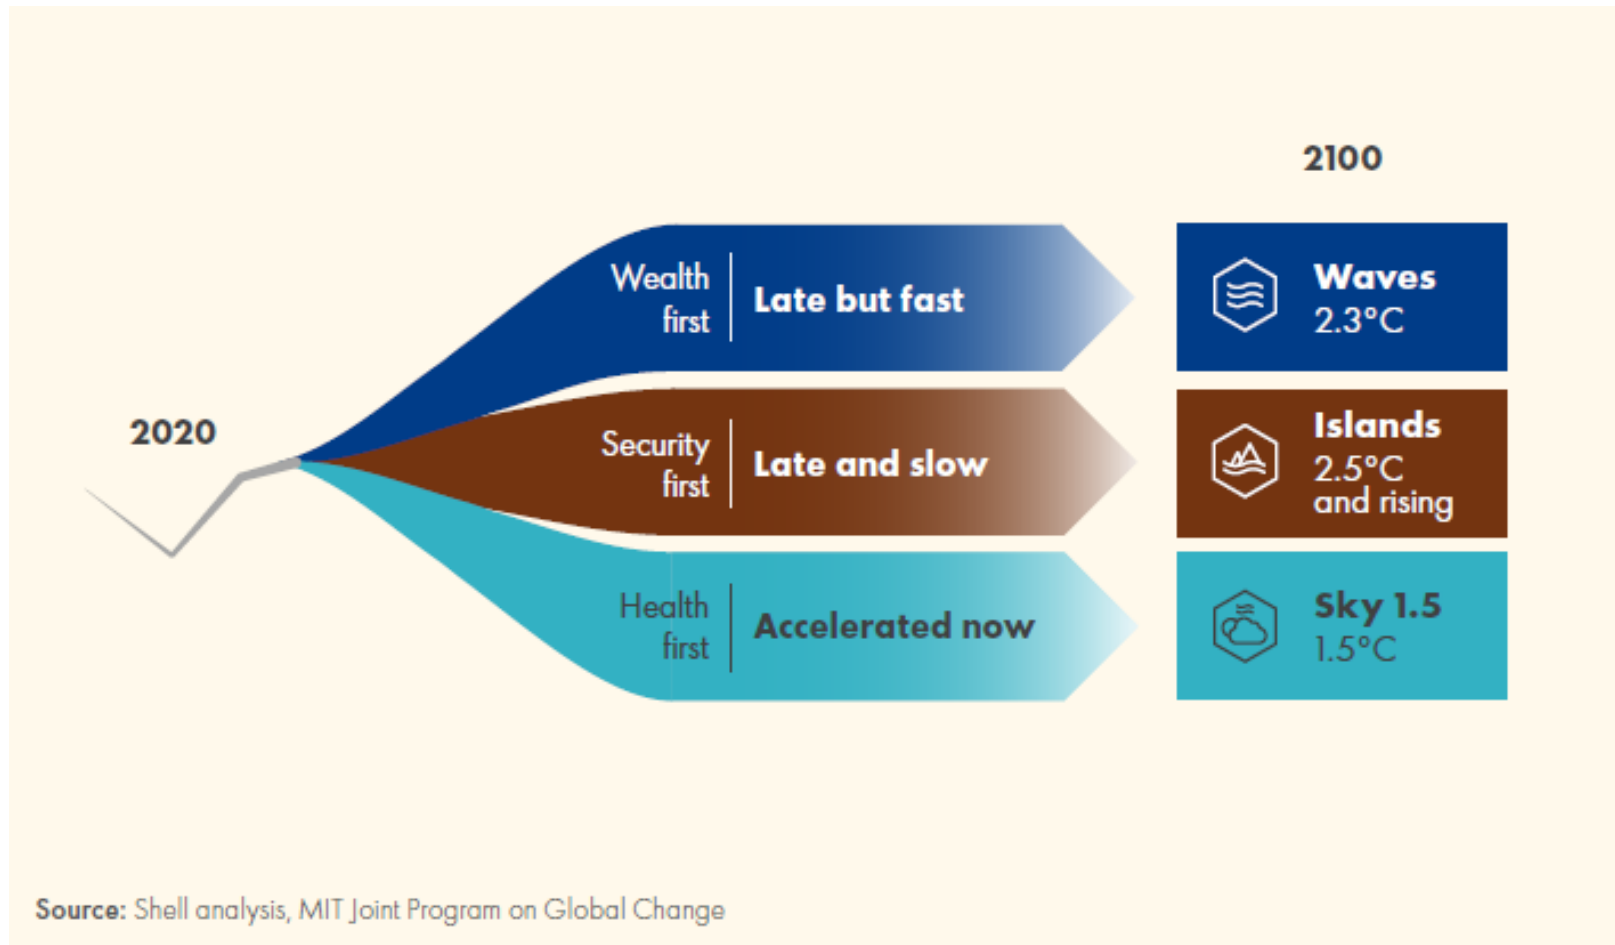 2100
2020
Wealth
first
Late but fast
Waves
2.3°C
Security
first
Late and slow
Islands
2.5°C
and rising
Health
first
Accelerated now
Sky 1.5
1.5°C
Source: Shell analysis, MIT Joint Program on Global Change